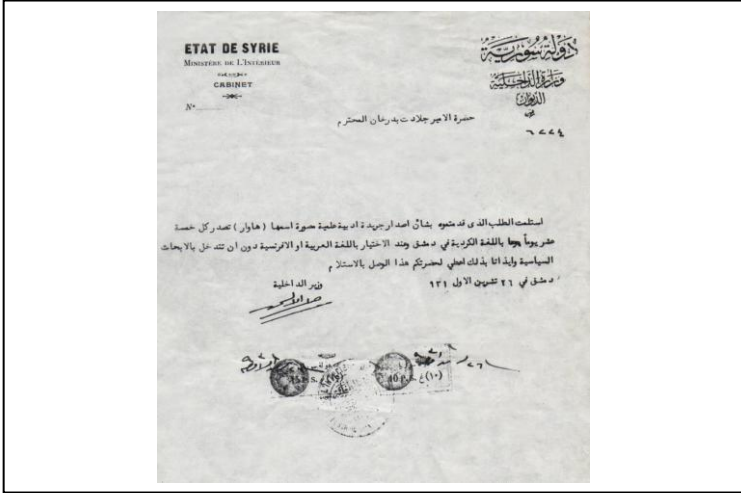 ETAT DE SYRIE
MINISTÈRE DE L'INTÉRIEUR
CABINET
N°
دولة سورية
وزارة الداخلية
الديوان
٦٢٢٤
حضرة الامير جلادت بدرخان المحترم
استلمت الطلب الذي قدمتموه بشأن اصدار جريدة ادبية علمية مصورة اسمها (هاوار) تصدر كل خمسة
عشر يوماً باللغة الكردية في دمشق وعند الاختيار باللغة العربية او الافرنسية دون ان تتدخل بالابحاث
السياسية وايذانا بذلك اعطي لحضرتكم هذا الوصل بالاستلام
دمشق في ٢٦ تشرين الاول ١٣١
وزير الداخلية